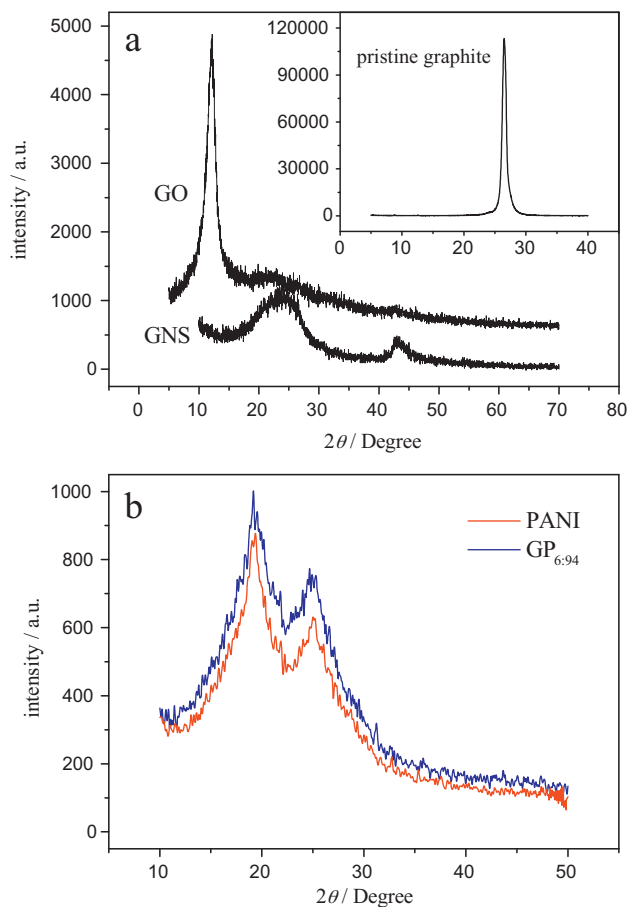 a
intensity / a.u.
5000
4000
3000
2000
1000
0
GO
GNS
0 10 20 30 40 50 60 70 80
2θ / Degree
pristine graphite
120000
90000
60000
30000
0
0 10 20 30 40
b
intensity / a.u.
1000
800
600
400
200
0
PANI
GP6:94
10 20 30 40 50
2θ / Degree